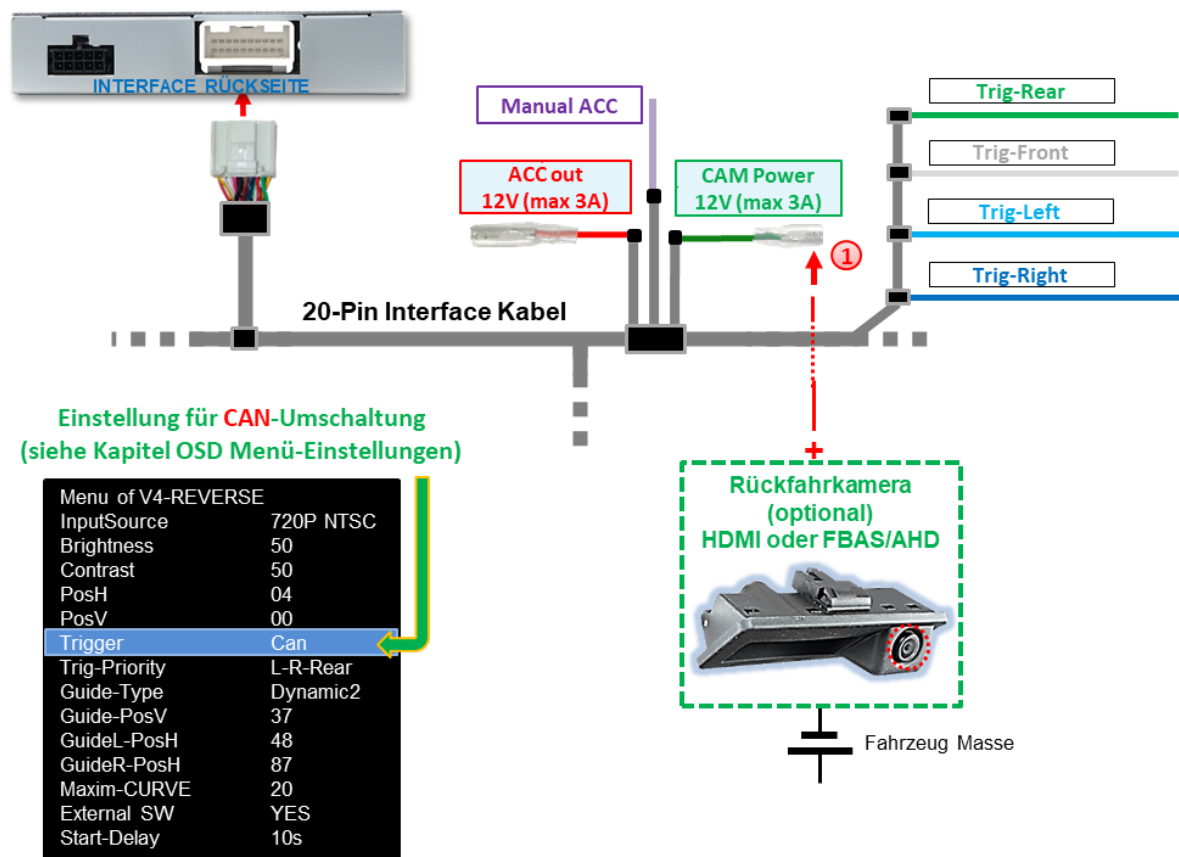 INTERFACE RÜCKSEITE
Manual ACC
ACC out
12V (max 3A)
CAM Power
12V (max 3A)
1
Trig-Rear
Trig-Front
Trig-Left
Trig-Right
20-Pin Interface Kabel
Einstellung für CAN-Umschaltung
(siehe Kapitel OSD Menü-Einstellungen)
Menu of V4-REVERSE
InputSource 720P NTSC
Brightness 50
Contrast 50
PosH 04
PosV 00
Trigger Can
Trig-Priority L-R-Rear
Guide-Type Dynamic2
Guide-PosV 37
GuideL-PosH 48
GuideR-PosH 87
Maxim-CURVE 20
External SW YES
Start-Delay 10s
+
Rückfahrkamera
(optional)
HDMI oder FBAS/AHD
Fahrzeug Masse